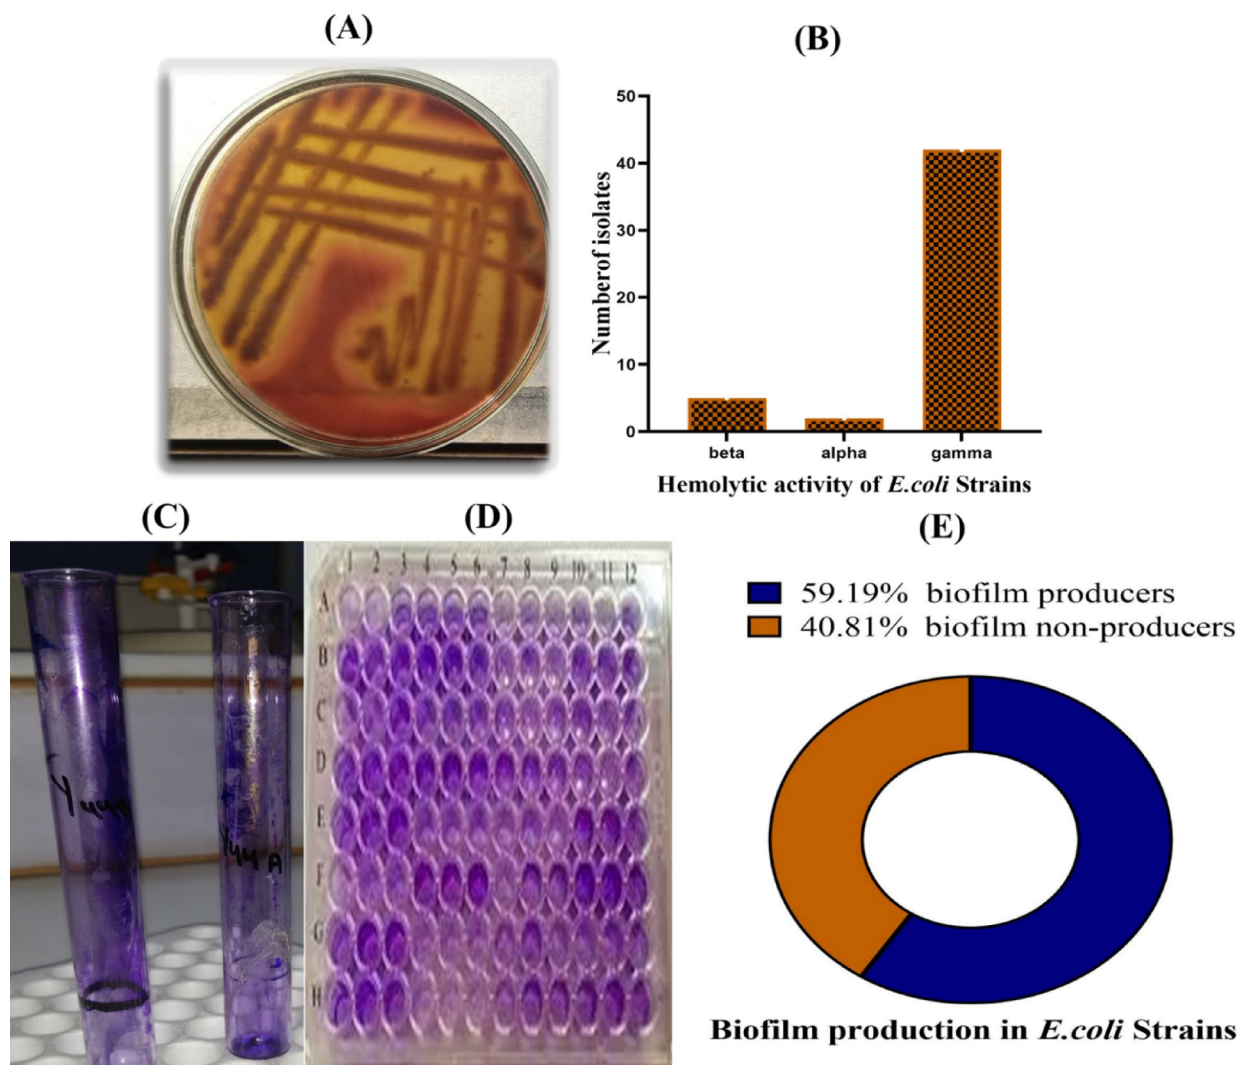 (A)
(B)
50
40
30
20
10
0
Numberof isolates
beta alpha gamma
Hemolytic activity of E.coli Strains
(C)
(D)
(E)
1 2 3 4 5 6 7 8 9 10 11 12
A
B
C
D
E
F
G
H
A
59.19% biofilm producers
40.81% biofilm non-producers
Biofilm production in E.coli Strains